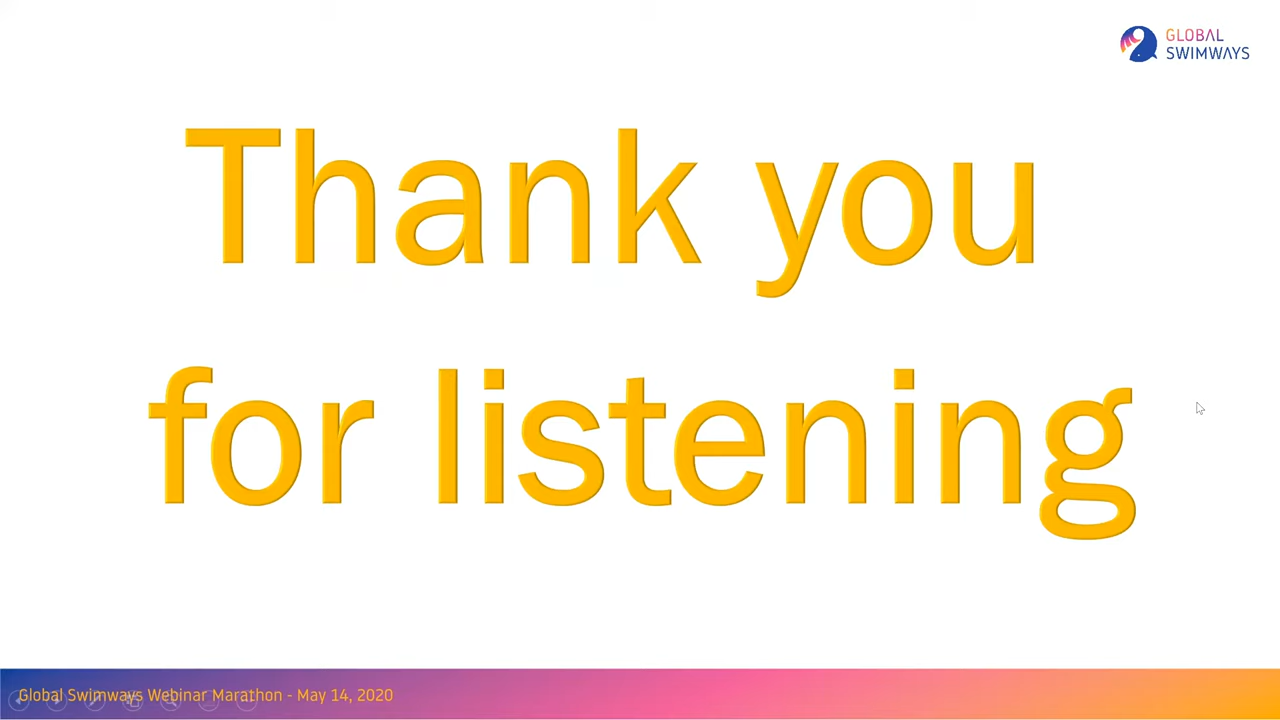 GLOBAL
SWIMWAYS
Thank you
for listening
Global Swimways Webinar Marathon - May 14, 2020